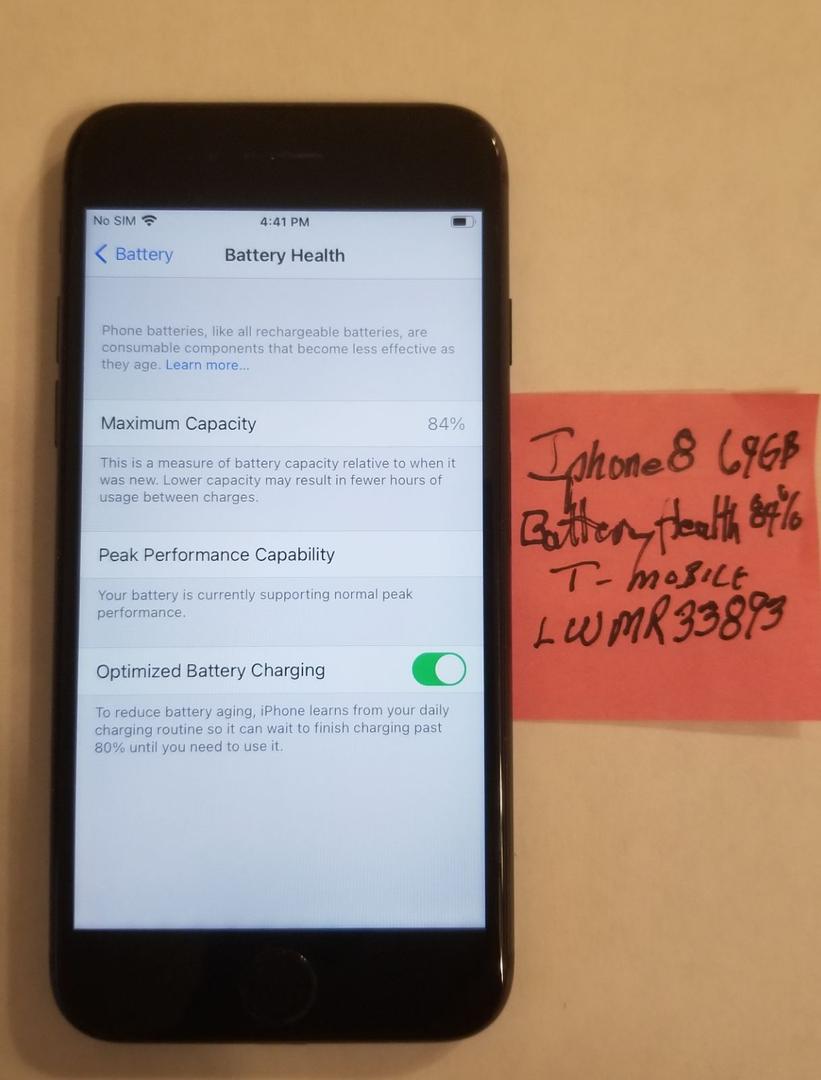 No SIM 4:41 PM
Battery Battery Health
Phone batteries, like all rechargeable batteries, are
consumable components that become less effective as
they age. Learn more...
Maximum Capacity 84%
This is a measure of battery capacity relative to when it
was new. Lower capacity may result in fewer hours of
usage between charges.
Peak Performance Capability
Your battery is currently supporting normal peak
performance.
Optimized Battery Charging
To reduce battery aging, iPhone learns from your daily
charging routine so it can wait to finish charging past
80% until you need to use it.
Iphone8 64GB
Battery Health 84%
T-MOBILE
LWMR33893